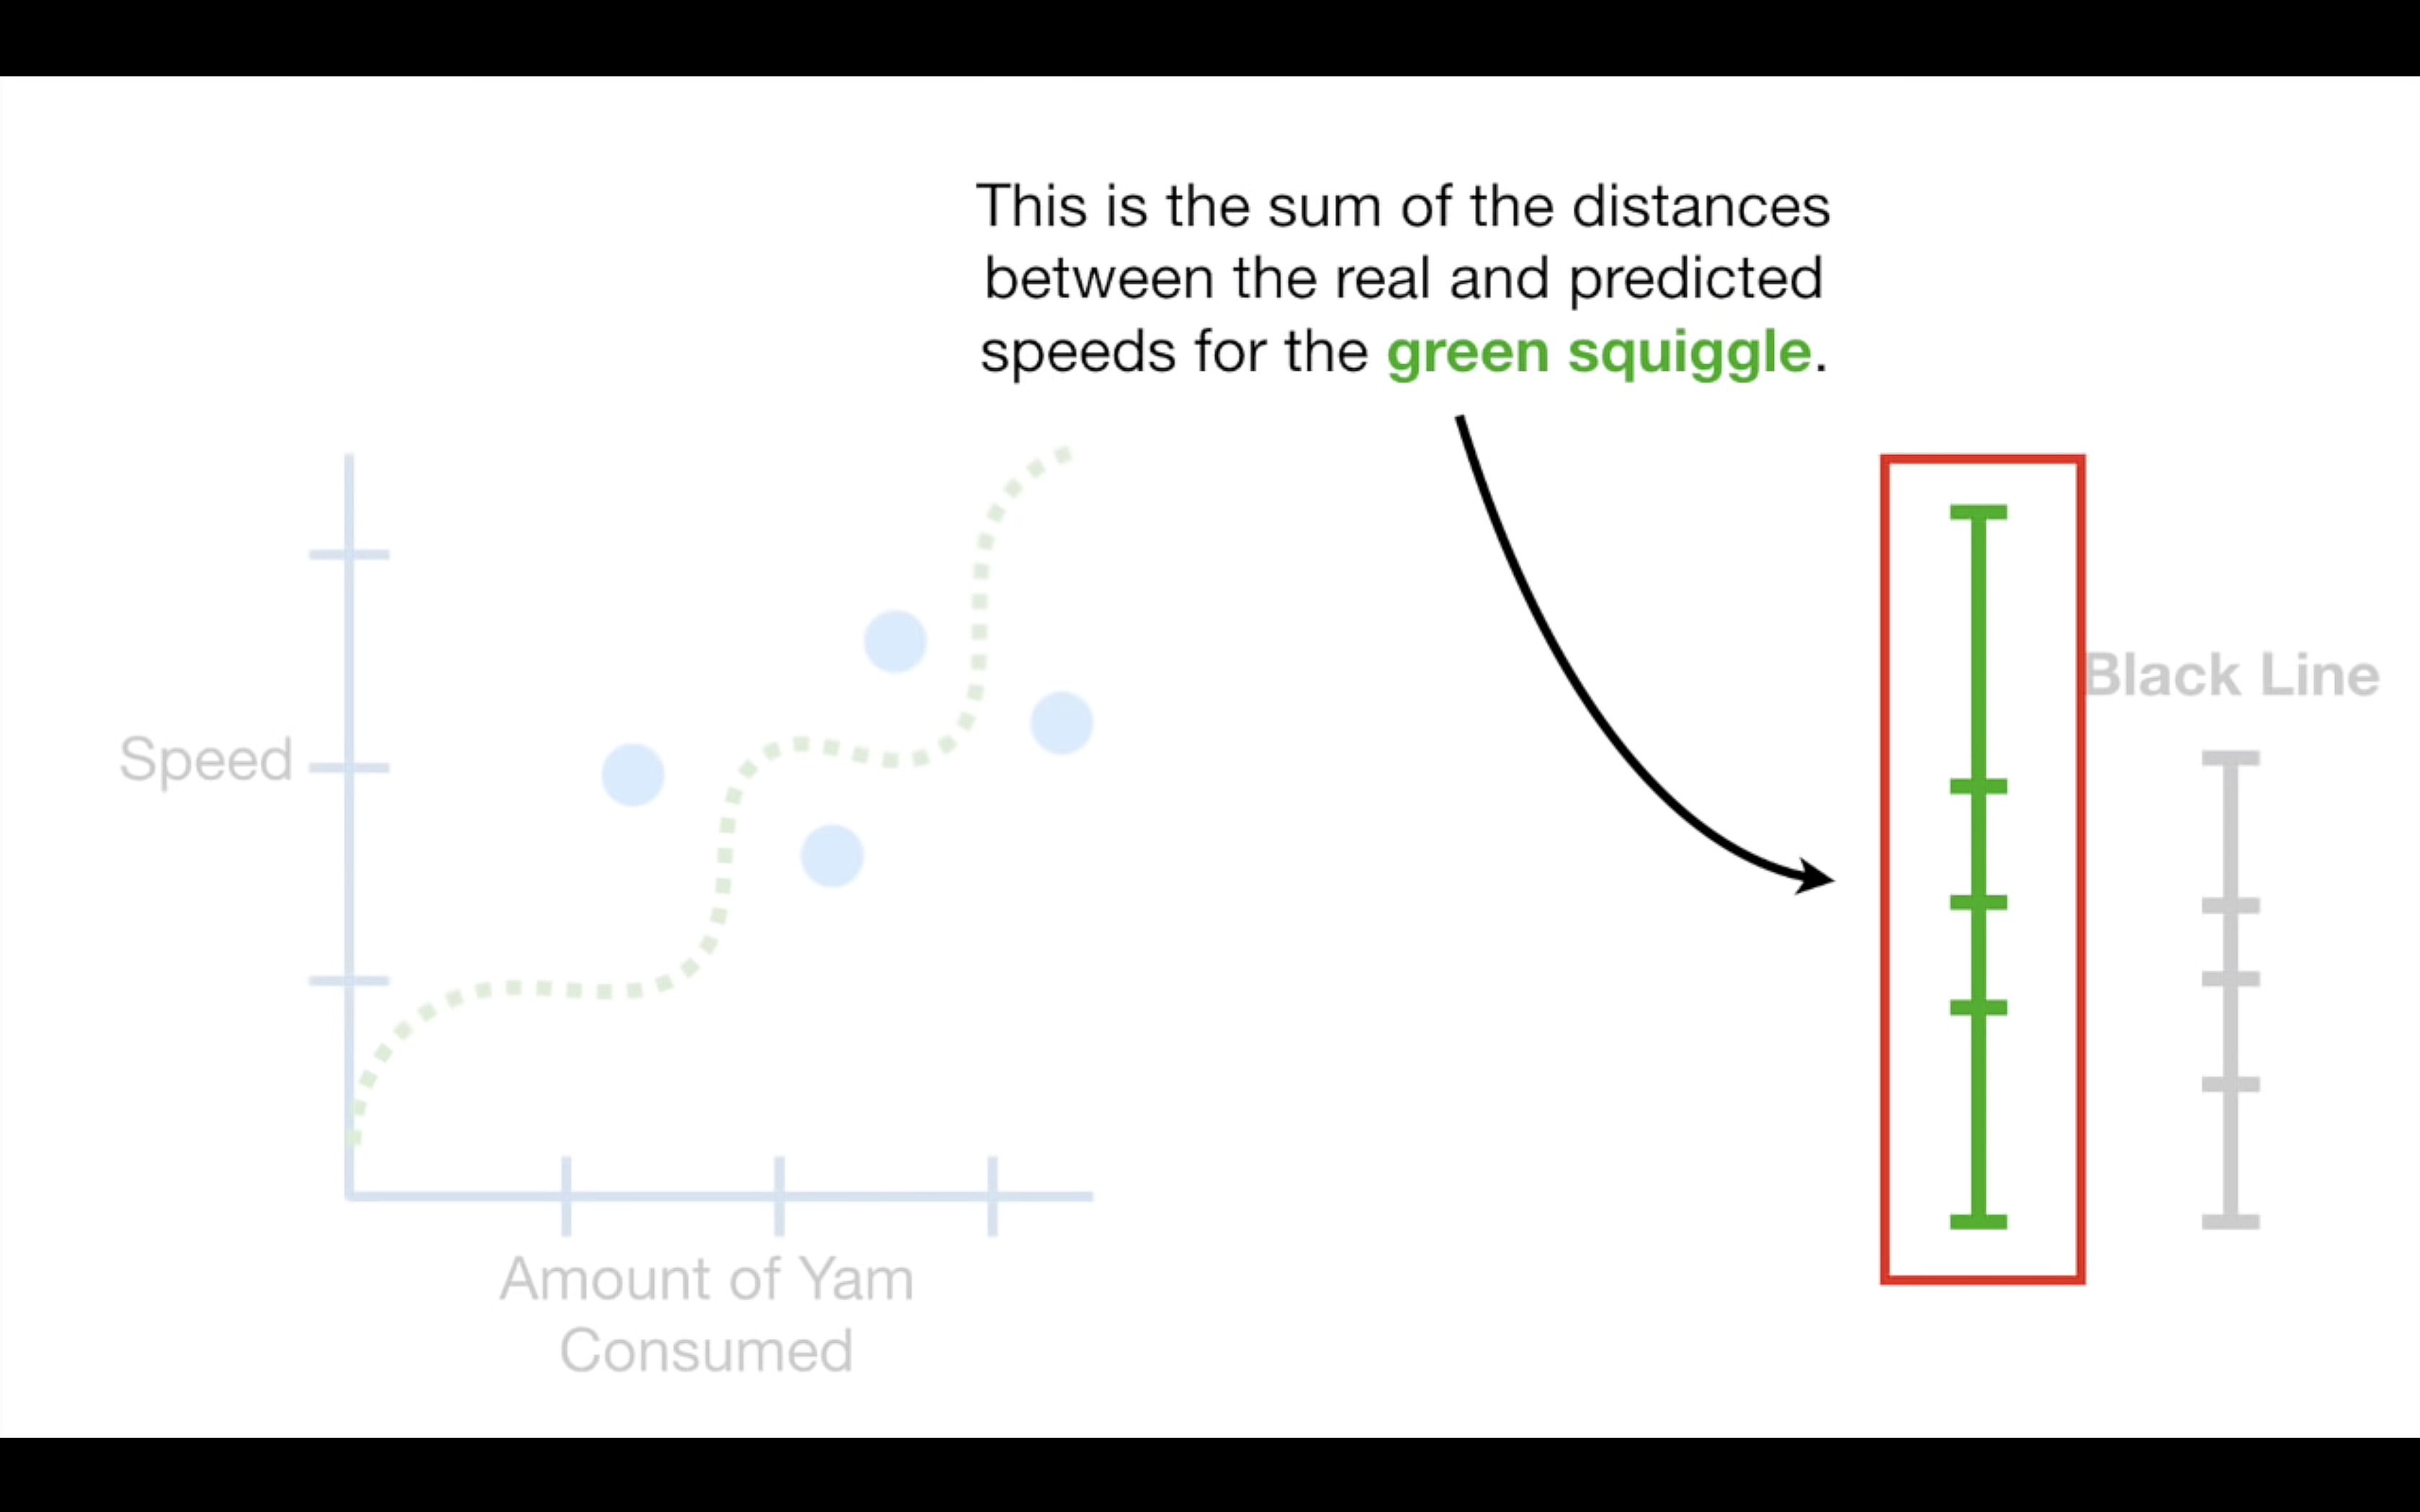 This is the sum of the distances
between the real and predicted
speeds for the green squiggle.
Black Line
Speed
Amount of Yam
Consumed